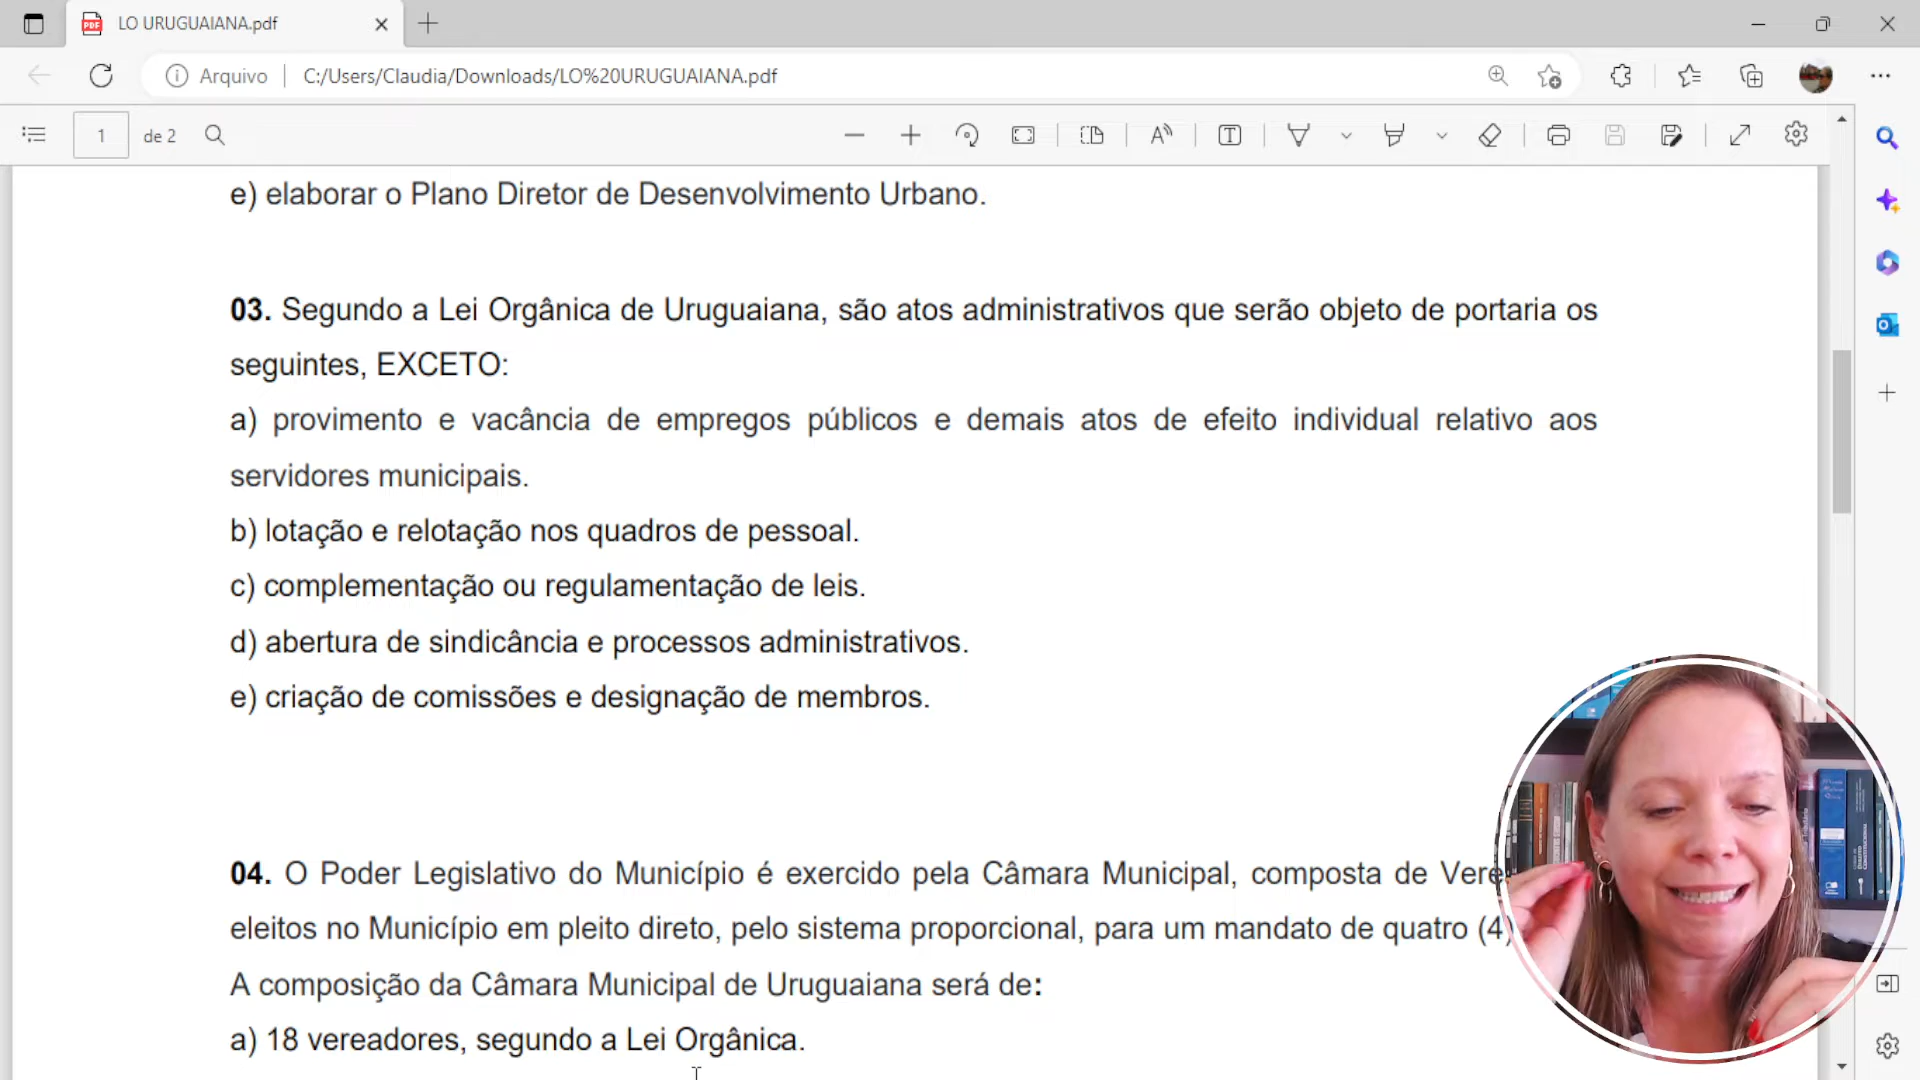 LO URUGUAIANA.pdf
Arquivo
C:/Users/Claudia/Downloads/LO%20URUGUAIANA.pdf
1 de 2
e) elaborar o Plano Diretor de Desenvolvimento Urbano.
03. Segundo a Lei Orgânica de Uruguaiana, são atos administrativos que serão objeto de portaria os
seguintes, EXCETO:
a) provimento e vacância de empregos públicos e demais atos de efeito individual relativo aos
servidores municipais.
b) lotação e relotação nos quadros de pessoal.
c) complementação ou regulamentação de leis.
d) abertura de sindicância e processos administrativos.
e) criação de comissões e designação de membros.
04. O Poder Legislativo do Município é exercido pela Câmara Municipal, composta de Vere
eleitos no Município em pleito direto, pelo sistema proporcional, para um mandato de quatro (4)
A composição da Câmara Municipal de Uruguaiana será de:
a) 18 vereadores, segundo a Lei Orgânica.